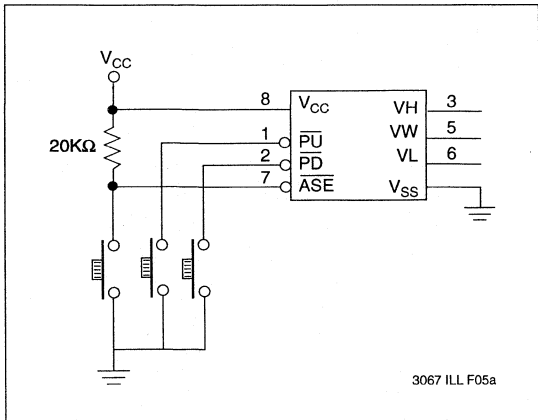 VCC
8 VCC VH 3
1 PU VW 5
20KΩ
2 PD VL 6
7 ASE VSS
3067 ILL F05a